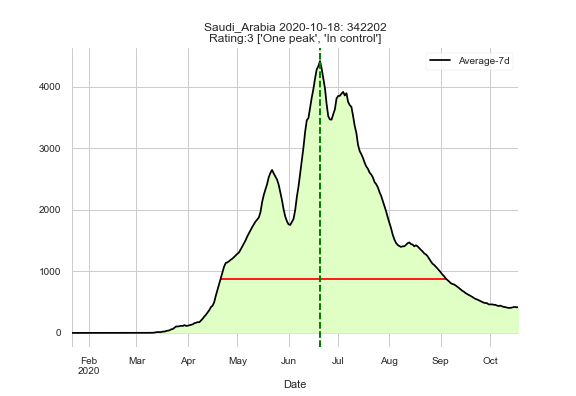 Saudi_Arabia 2020-10-18: 342202
Rating:3 ['One peak', 'In control']
Average-7d
4000
3000
2000
1000
0
Feb Mar Apr May Jun Jul Aug Sep Oct
2020
Date